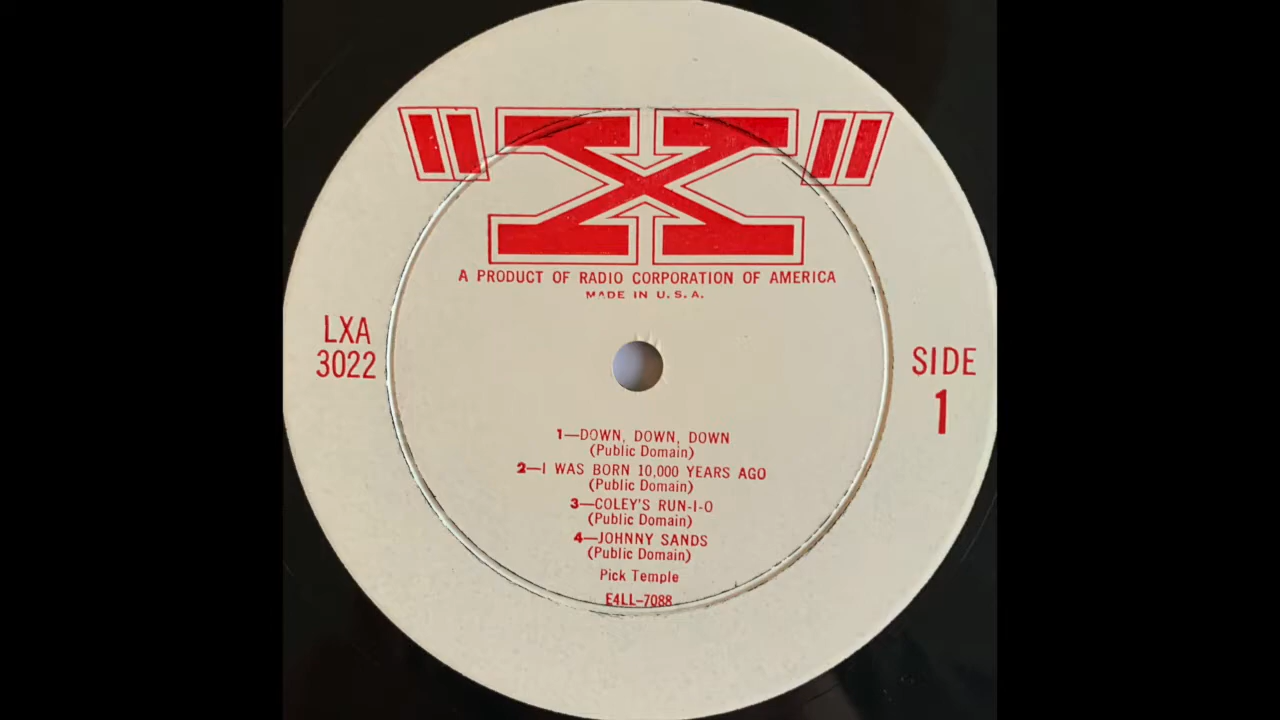 "X"
A PRODUCT OF RADIO CORPORATION OF AMERICA
MADE IN U.S.A.
LXA
3022
SIDE
1
1—DOWN, DOWN, DOWN
(Public Domain)
2—I WAS BORN 10,000 YEARS AGO
(Public Domain)
3—COLEY'S RUN-I-O
(Public Domain)
4—JOHNNY SANDS
(Public Domain)
Pick Temple
E4LL-7088